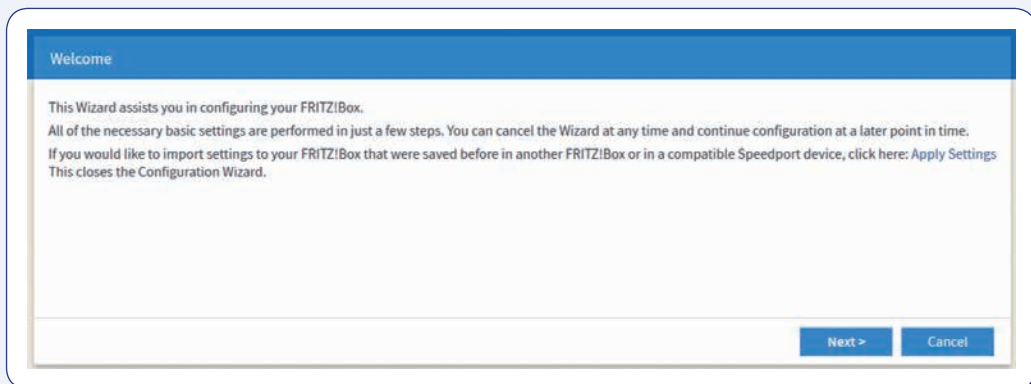 Welcome
This Wizard assists you in configuring your FRITZ!Box.
All of the necessary basic settings are performed in just a few steps. You can cancel the Wizard at any time and continue configuration at a later point in time.
If you would like to import settings to your FRITZ!Box that were saved before in another FRITZ!Box or in a compatible Speedport device, click here: Apply Settings
This closes the Configuration Wizard.
Next >
Cancel